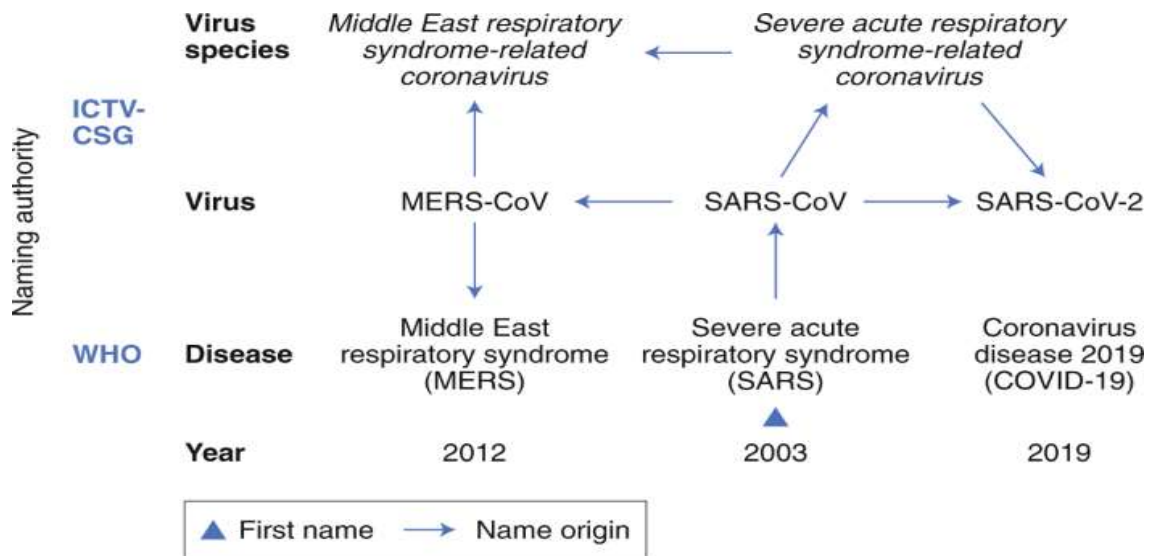 Virus species
Middle East respiratory syndrome-related coronavirus
Severe acute respiratory syndrome-related coronavirus
Naming authority
ICTV-CSG
Virus
MERS-CoV
SARS-CoV
SARS-CoV-2
WHO
Disease
Middle East respiratory syndrome (MERS)
Severe acute respiratory syndrome (SARS)
Coronavirus disease 2019 (COVID-19)
Year
2012
2003
2019
First name
Name origin